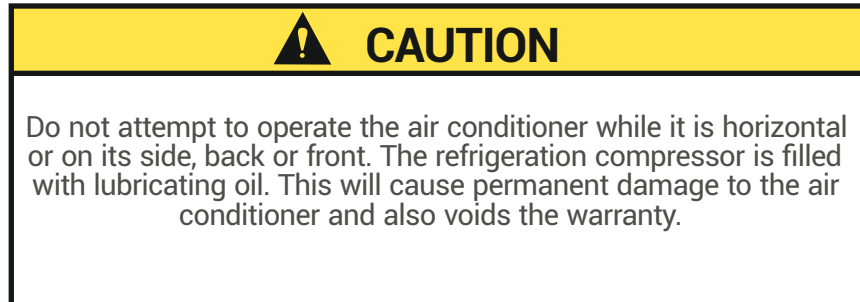 CAUTION
Do not attempt to operate the air conditioner while it is horizontal
or on its side, back or front. The refrigeration compressor is filled
with lubricating oil. This will cause permanent damage to the air
conditioner and also voids the warranty.